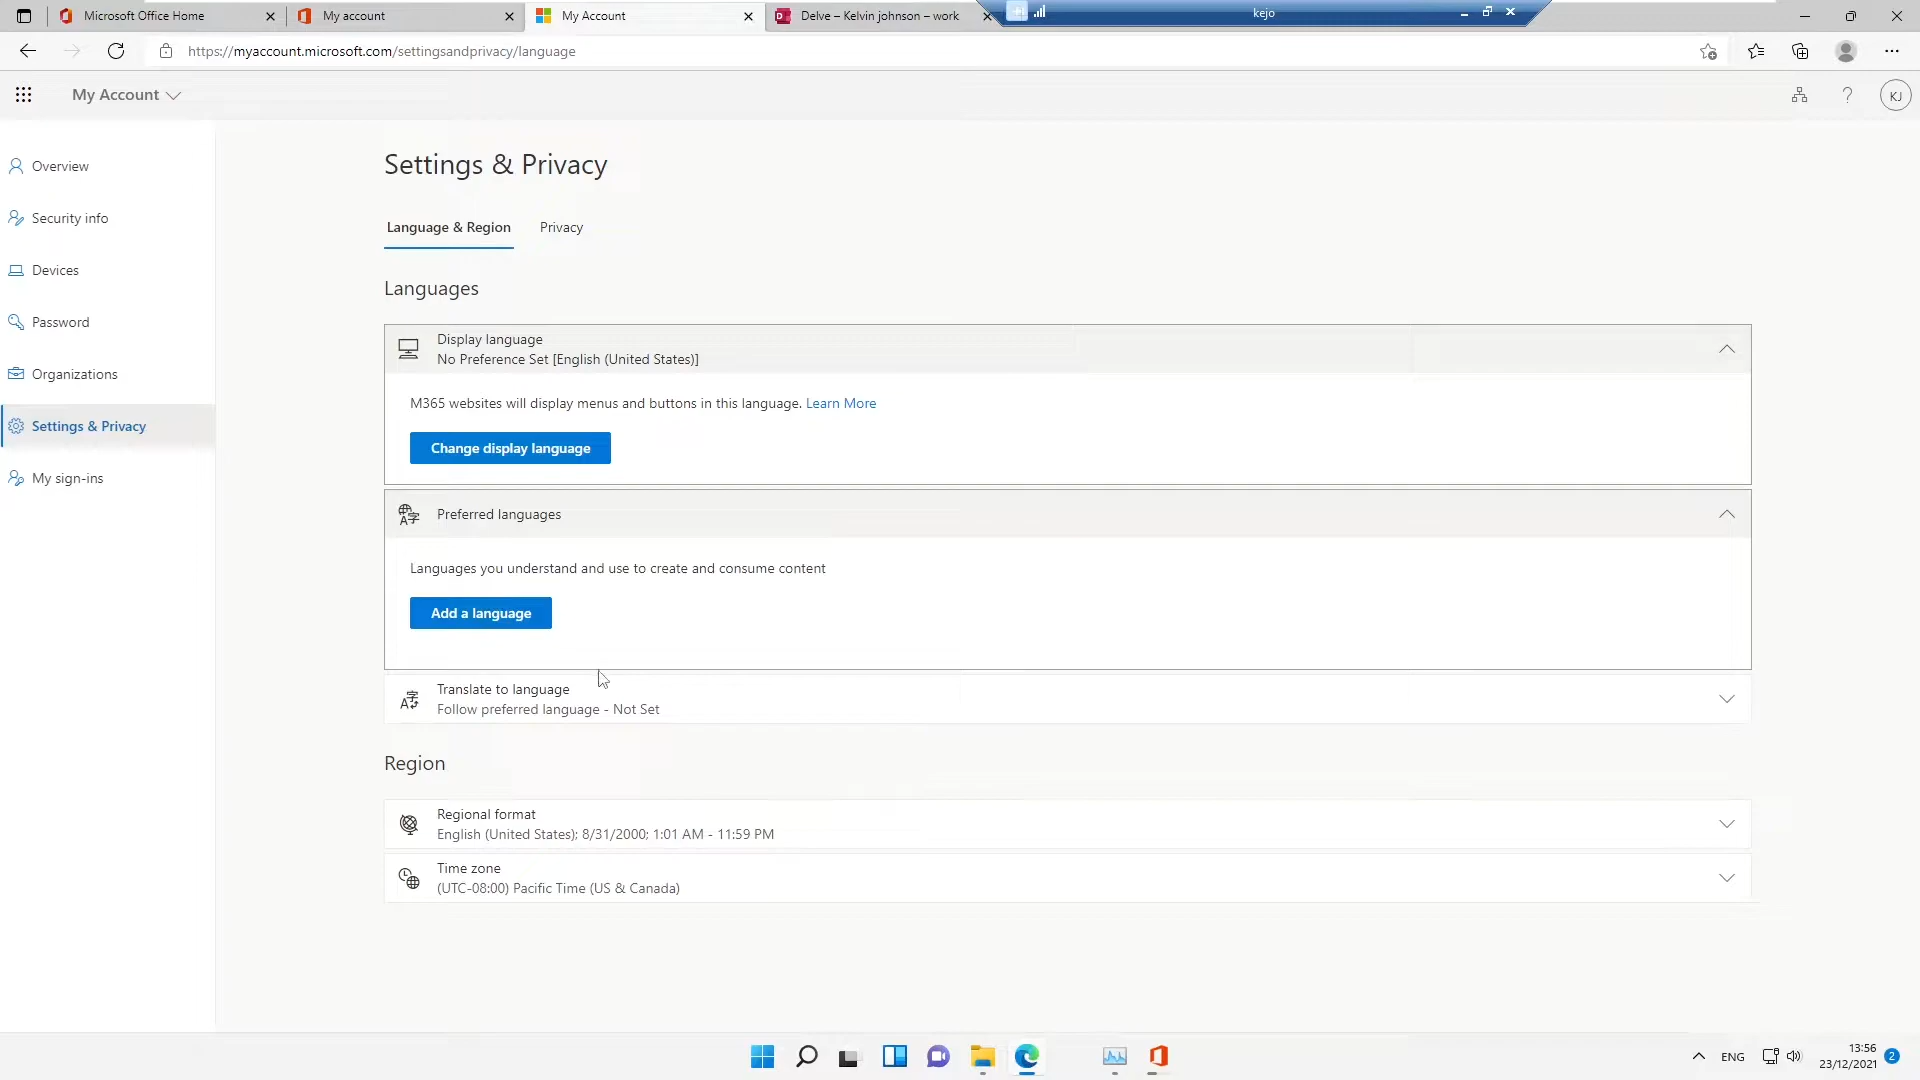 Microsoft Office Home
My account
My Account
Delve – Kelvin johnson – work
kejo
https://myaccount.microsoft.com/settingsandprivacy/language
My Account
?
KJ
Overview
Security info
Devices
Password
Organizations
Settings & Privacy
My sign-ins
Settings & Privacy
Language & Region
Privacy
Languages
Display language
No Preference Set [English (United States)]
M365 websites will display menus and buttons in this language. Learn More
Change display language
Preferred languages
Languages you understand and use to create and consume content
Add a language
Translate to language
Follow preferred language - Not Set
Region
Regional format
English (United States); 8/31/2000; 1:01 AM - 11:59 PM
Time zone
(UTC-08:00) Pacific Time (US & Canada)
ENG
13:56
23/12/2021
2